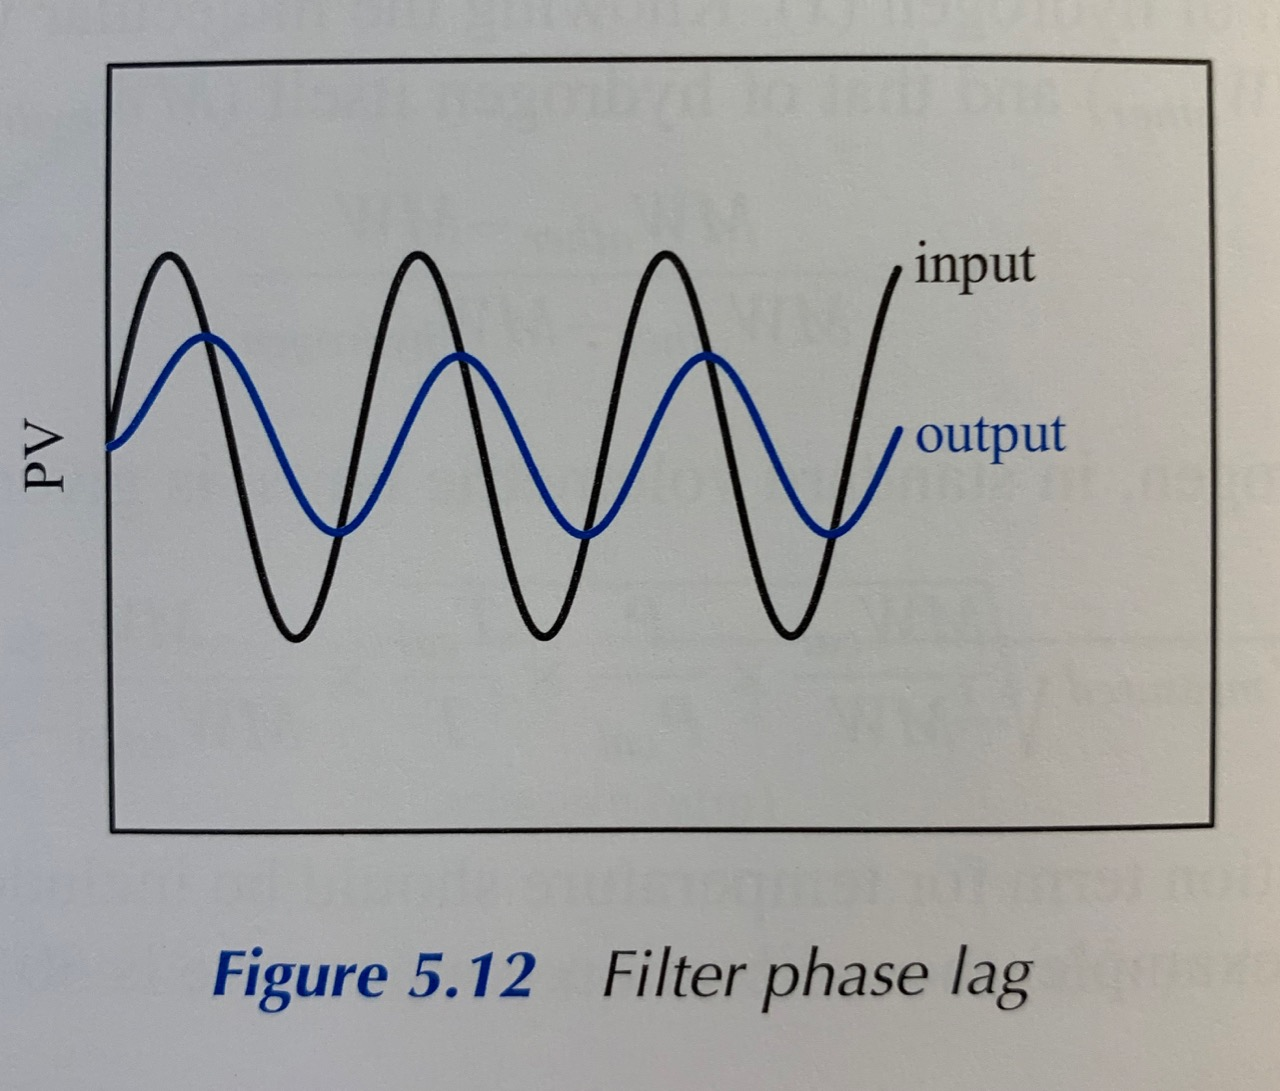 input
PV
output
Figure 5.12 Filter phase lag